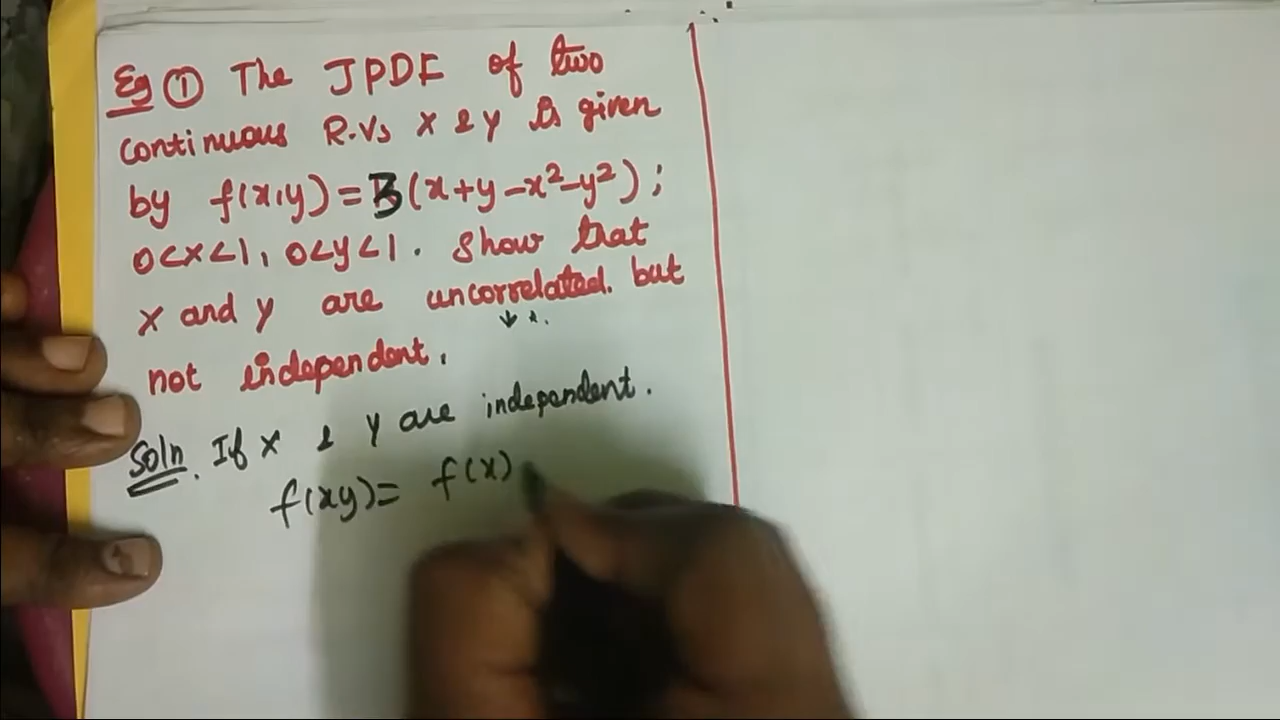 Eg ① The JPDF of two
continuous R.Vs X & Y is given
by f(x,y) = 3(x+y-x²-y²);
0<x<1, 0<y<1. Show that
X and Y are uncorrelated. but
not independent.
Soln. If X & Y are independent.
f(xy) = f(x)